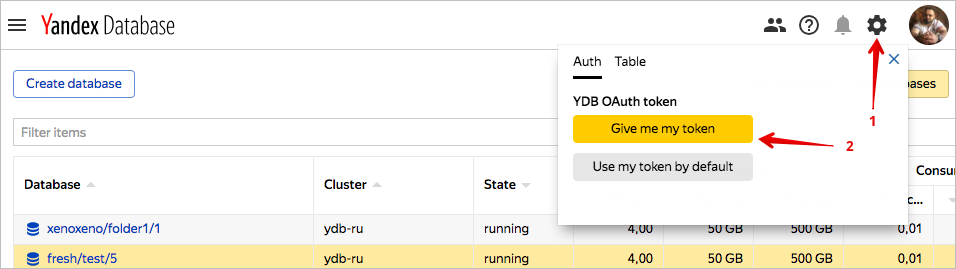 Yandex Database
Create database
bases
Auth Table
YDB OAuth token
Give me my token
Use my token by default
1
2
Filter items
Database Cluster State Consu
c...
xenoxeno/folder1/1 ydb-ru running 4,00 50 GB 500 GB 0,01
fresh/test/5 ydb-ru running 4,00 50 GB 500 GB 0,01